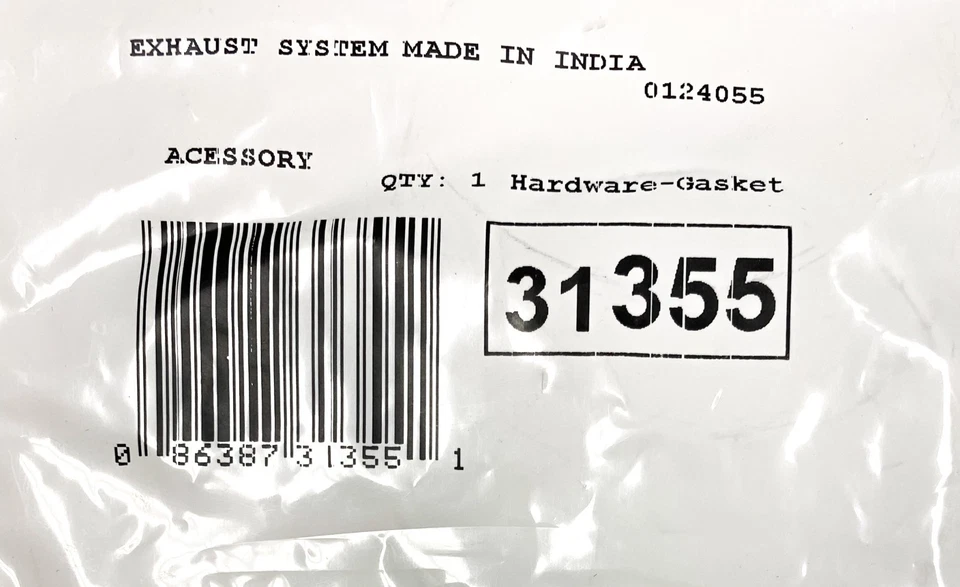 EXHAUST SYSTEM MADE IN INDIA
0124055
ACESSORY
QTY: 1 Hardware-Gasket
31355
0 86387 31355 1